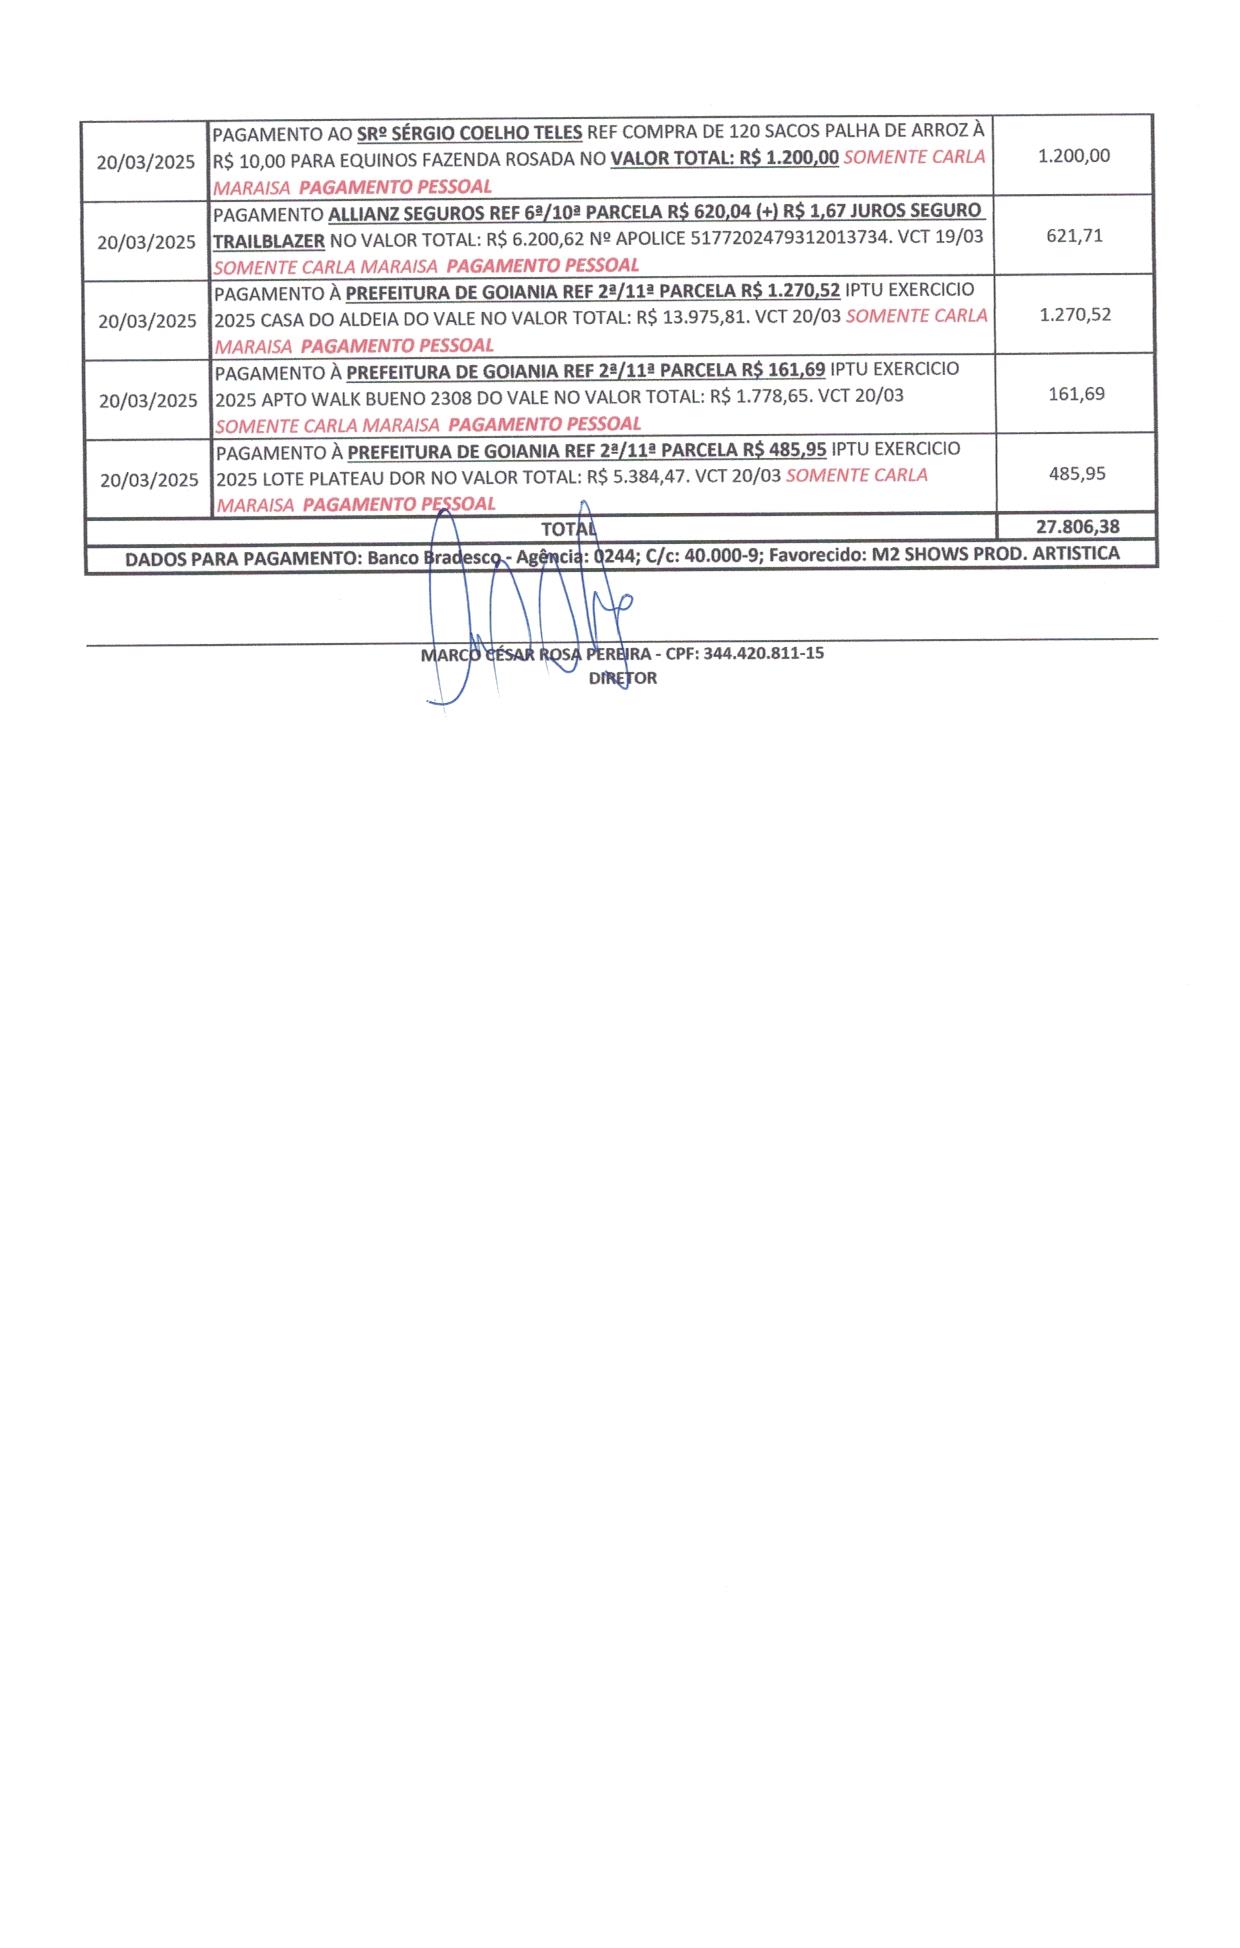 20/03/2025
PAGAMENTO AO SRº SÉRGIO COELHO TELES REF COMPRA DE 120 SACOS PALHA DE ARROZ À
R$ 10,00 PARA EQUINOS FAZENDA ROSADA NO VALOR TOTAL: R$ 1.200,00 SOMENTE CARLA
MARAISA PAGAMENTO PESSOAL
1.200,00
20/03/2025
PAGAMENTO ALLIANZ SEGUROS REF 6ª/10ª PARCELA R$ 620,04 (+) R$ 1,67 JUROS SEGURO
TRAILBLAZER NO VALOR TOTAL: R$ 6.200,62 Nº APOLICE 5177202479312013734. VCT 19/03
SOMENTE CARLA MARAISA PAGAMENTO PESSOAL
621,71
20/03/2025
PAGAMENTO À PREFEITURA DE GOIANIA REF 2ª/11ª PARCELA R$ 1.270,52 IPTU EXERCICIO
2025 CASA DO ALDEIA DO VALE NO VALOR TOTAL: R$ 13.975,81. VCT 20/03 SOMENTE CARLA
MARAISA PAGAMENTO PESSOAL
1.270,52
20/03/2025
PAGAMENTO À PREFEITURA DE GOIANIA REF 2ª/11ª PARCELA R$ 161,69 IPTU EXERCICIO
2025 APTO WALK BUENO 2308 DO VALE NO VALOR TOTAL: R$ 1.778,65. VCT 20/03
SOMENTE CARLA MARAISA PAGAMENTO PESSOAL
161,69
20/03/2025
PAGAMENTO À PREFEITURA DE GOIANIA REF 2ª/11ª PARCELA R$ 485,95 IPTU EXERCICIO
2025 LOTE PLATEAU DOR NO VALOR TOTAL: R$ 5.384,47. VCT 20/03 SOMENTE CARLA
MARAISA PAGAMENTO PESSOAL
485,95
TOTAL
27.806,38
DADOS PARA PAGAMENTO: Banco Bradesco - Agência: 0244; C/c: 40.000-9; Favorecido: M2 SHOWS PROD. ARTISTICA
MARCO CÉSAR ROSA PEREIRA - CPF: 344.420.811-15
DIRETOR